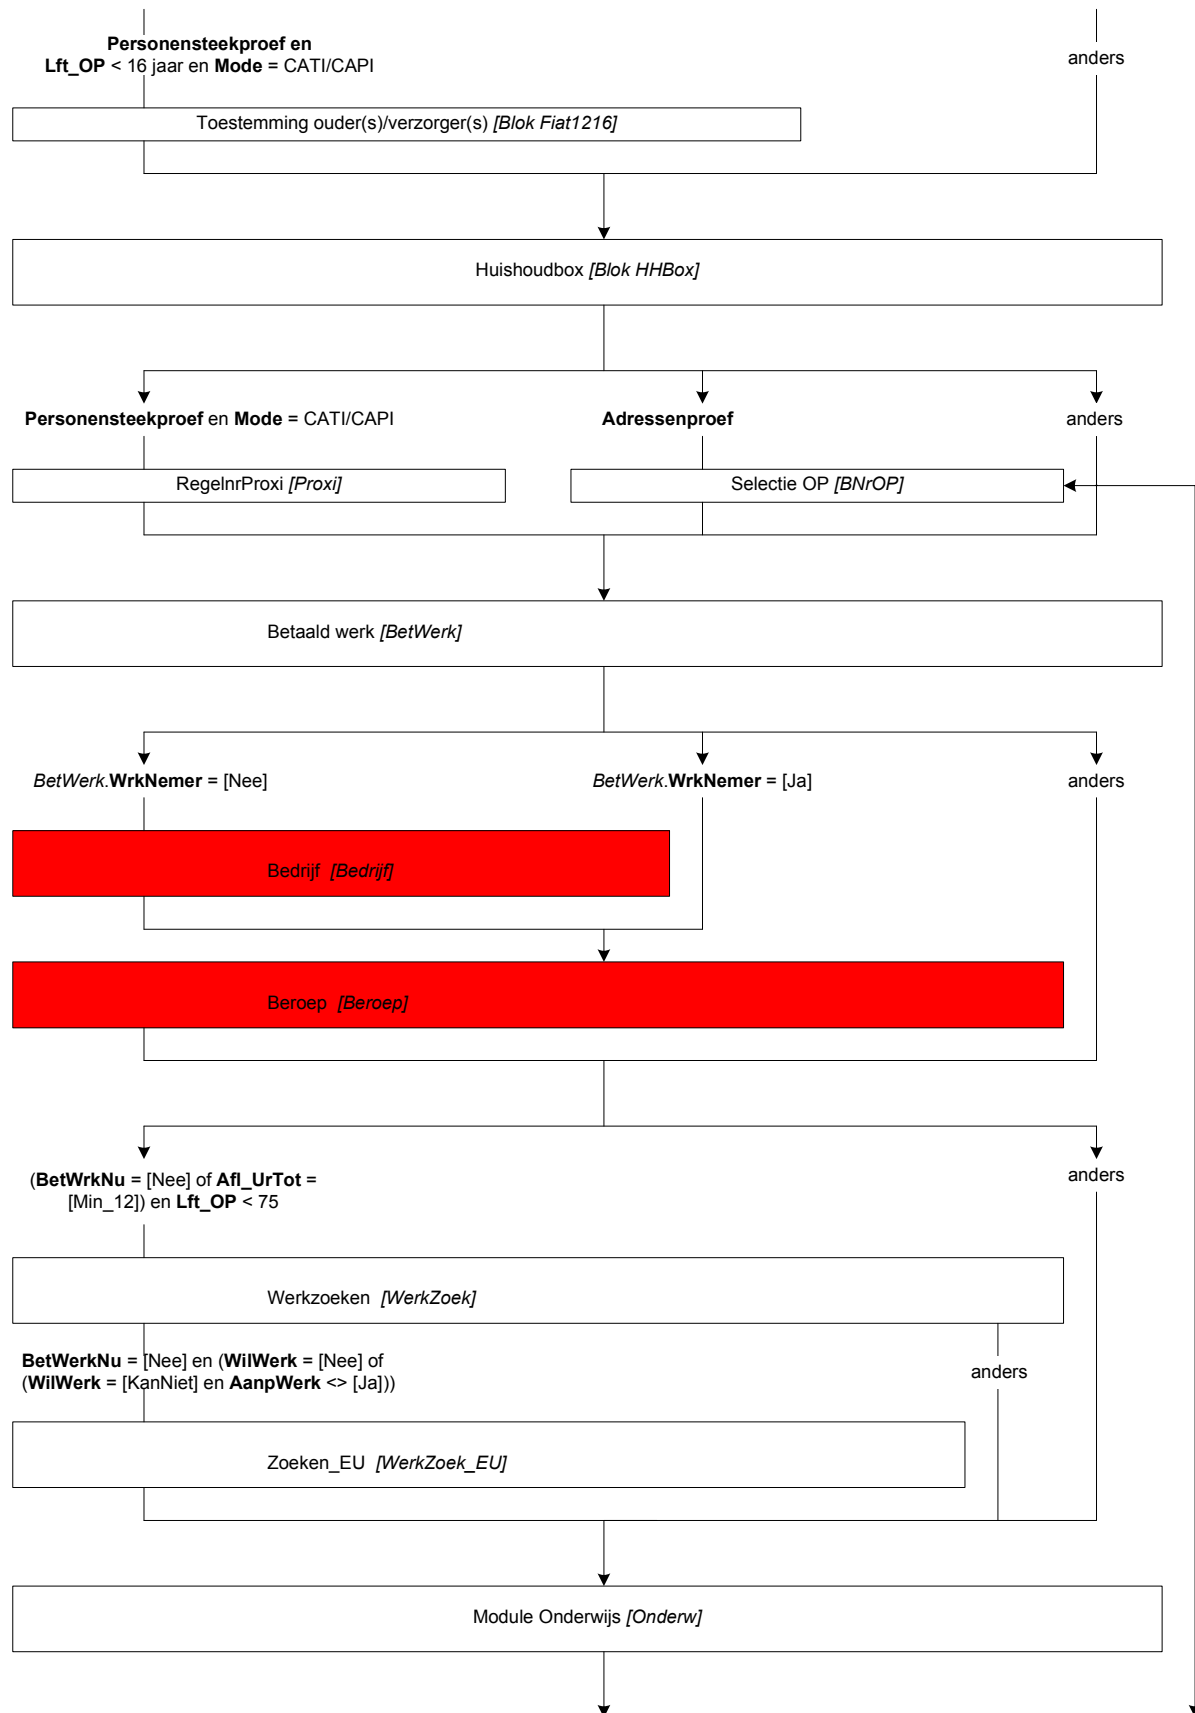 Personensteekproef en
Lft_OP < 16 jaar en Mode = CATI/CAPI
anders
Toestemming ouder(s)/verzorger(s) [Blok Fiat1216]
Huishoudbox [Blok HHBox]
Personensteekproef en Mode = CATI/CAPI
Adressenproef
anders
RegelnrProxi [Proxi]
Selectie OP [BNrOP]
Betaald werk [BetWerk]
BetWerk.WrkNemer = [Nee]
BetWerk.WrkNemer = [Ja]
anders
Bedrijf [Bedrijf]
Beroep [Beroep]
(BetWrkNu = [Nee] of Afl_UrTot =
[Min_12]) en Lft_OP < 75
anders
Werkzoeken [WerkZoek]
BetWerkNu = [Nee] en (WilWerk = [Nee] of
(WilWerk = [KanNiet] en AanpWerk <> [Ja]))
anders
Zoeken_EU [WerkZoek_EU]
Module Onderwijs [Onderw]